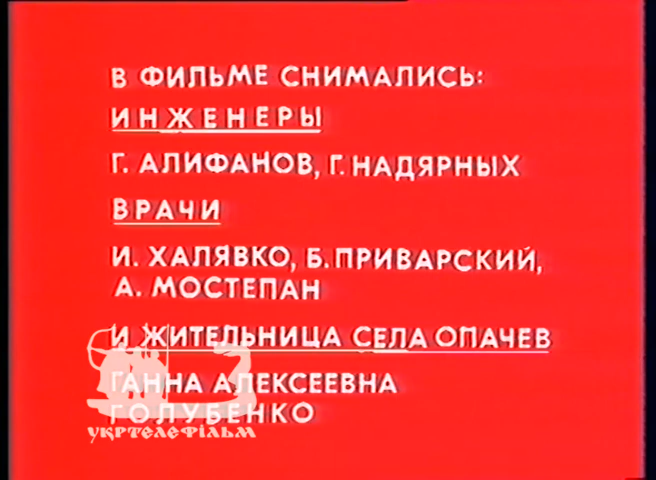 В ФИЛЬМЕ СНИМАЛИСЬ:
ИНЖЕНЕРЫ
Г. АЛИФАНОВ, Г. НАДЯРНЫХ
ВРАЧИ
И. ХАЛЯВКО, Б. ПРИВАРСКИЙ,
А. МОСТЕПАН
И ЖИТЕЛЬНИЦА СЕЛА ОПАЧЕВ
ГАННА АЛЕКСЕЕВНА
ГОЛУБЕНКО
УКРТЕЛЕФІЛЬМ